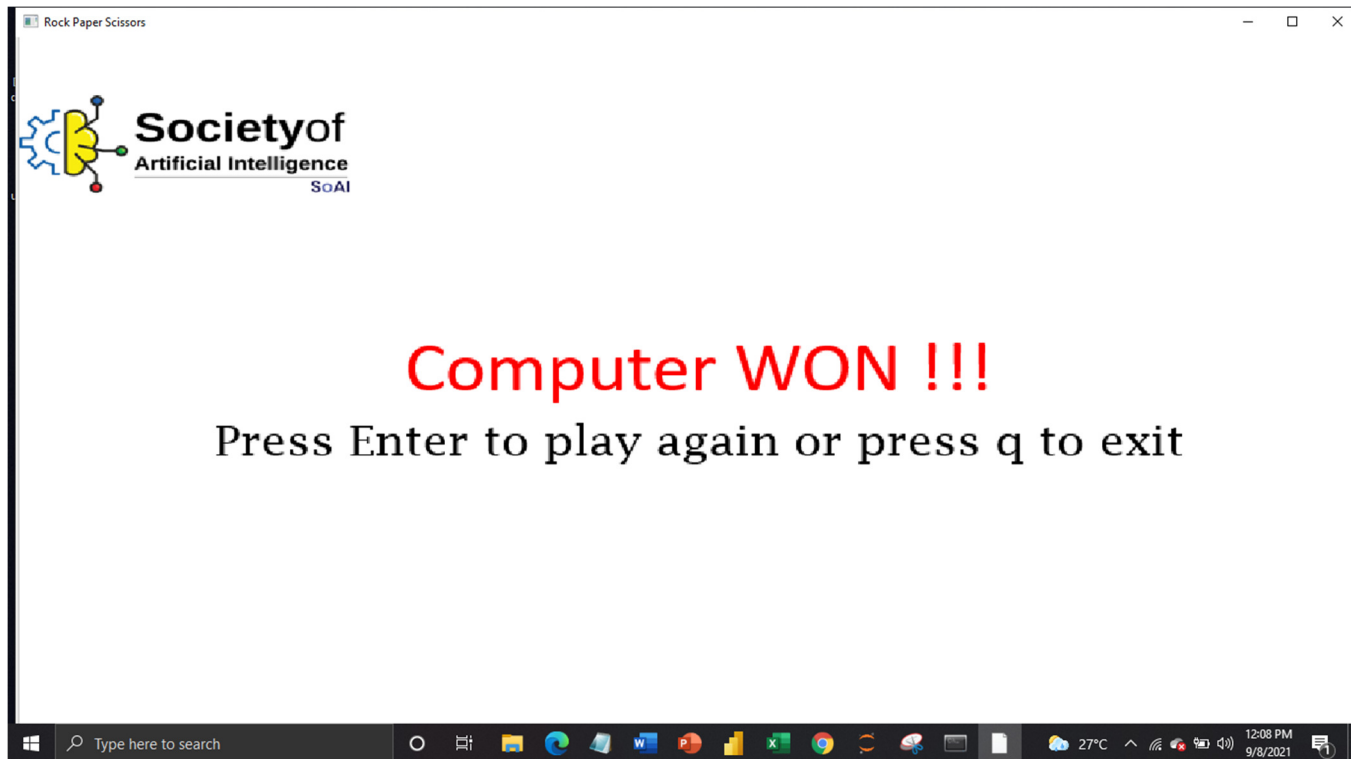 Rock Paper Scissors
Societyof
Artificial Intelligence
SoAI
Computer WON !!!
Press Enter to play again or press q to exit
Type here to search
27°C
12:08 PM
9/8/2021
1